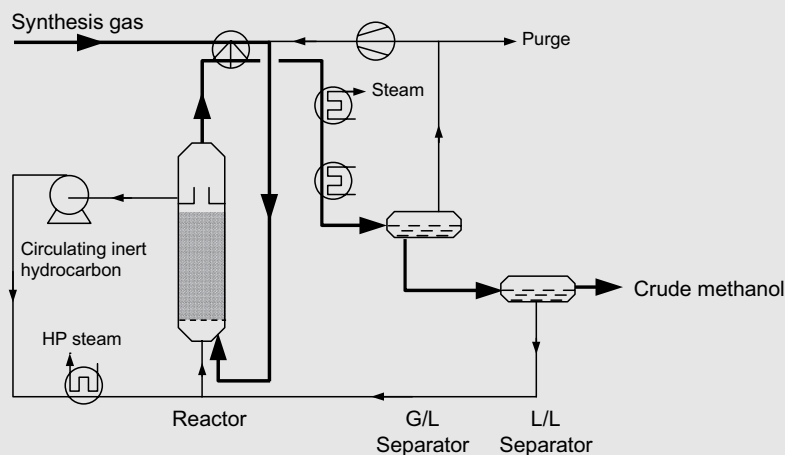 Synthesis gas
Purge
Steam
Circulating inert
hydrocarbon
Crude methanol
HP steam
Reactor
G/L
Separator
L/L
Separator